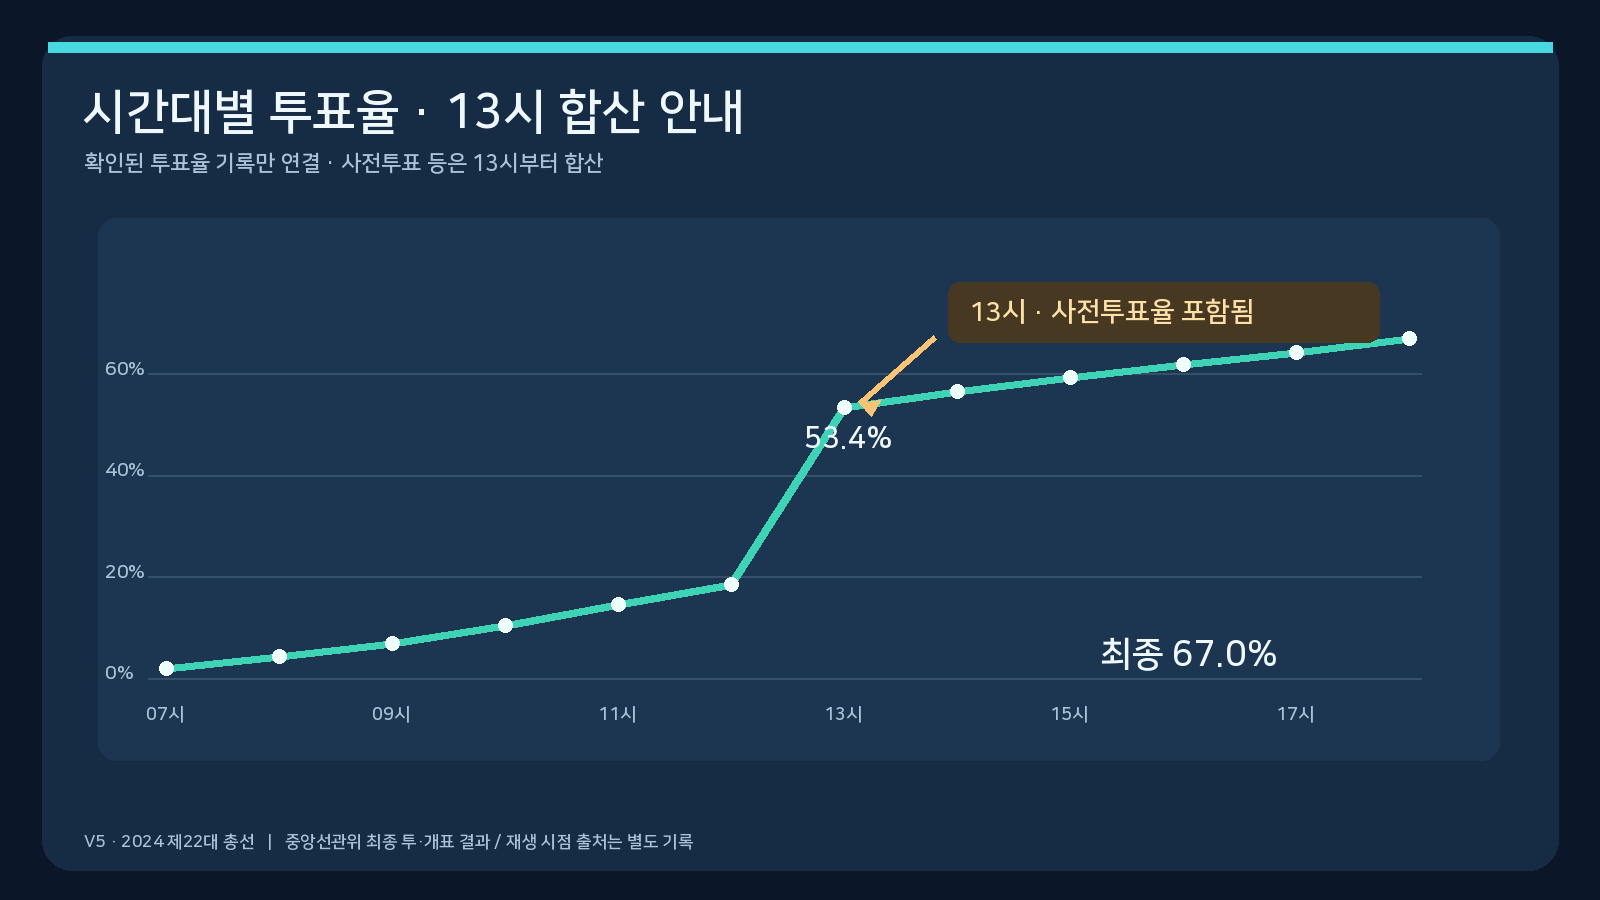 시간대별 투표율 · 13시 합산 안내
확인된 투표율 기록만 연결 · 사전투표 등은 13시부터 합산
13시 · 사전투표율 포함됨
60%
53.4%
40%
20%
최종 67.0%
0%
07시 09시 11시 13시 15시 17시
V5 · 2024 제22대 총선 | 중앙선관위 최종 투·개표 결과 / 재생 시점 출처는 별도 기록